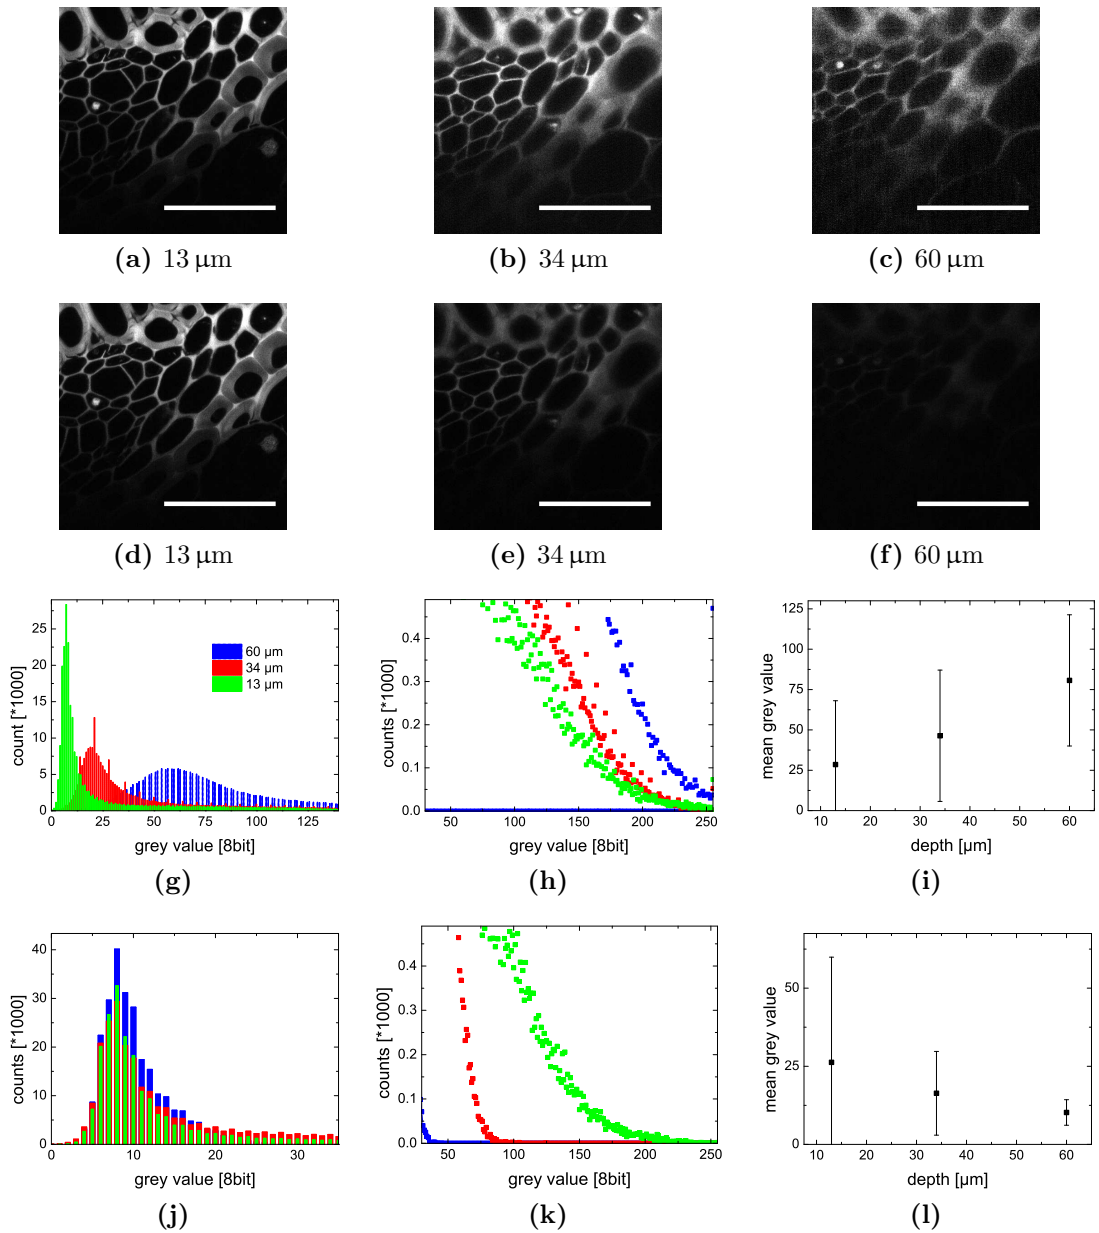 (a) 13 µm
(b) 34 µm
(c) 60 µm
(d) 13 µm
(e) 34 µm
(f) 60 µm
count [*1000]
25
20
15
10
5
0
0 25 50 75 100 125
grey value [8bit]
60 µm
34 µm
13 µm
(g)
counts [*1000]
0.4
0.3
0.2
0.1
0.0
50 100 150 200 250
grey value [8bit]
(h)
mean grey value
125
100
75
50
25
0
10 20 30 40 50 60
depth [µm]
(i)
counts [*1000]
40
30
20
10
0
0 10 20 30
grey value [8bit]
(j)
counts [*1000]
0.4
0.3
0.2
0.1
0.0
50 100 150 200 250
grey value [8bit]
(k)
mean grey value
50
25
0
10 20 30 40 50 60
depth [µm]
(l)